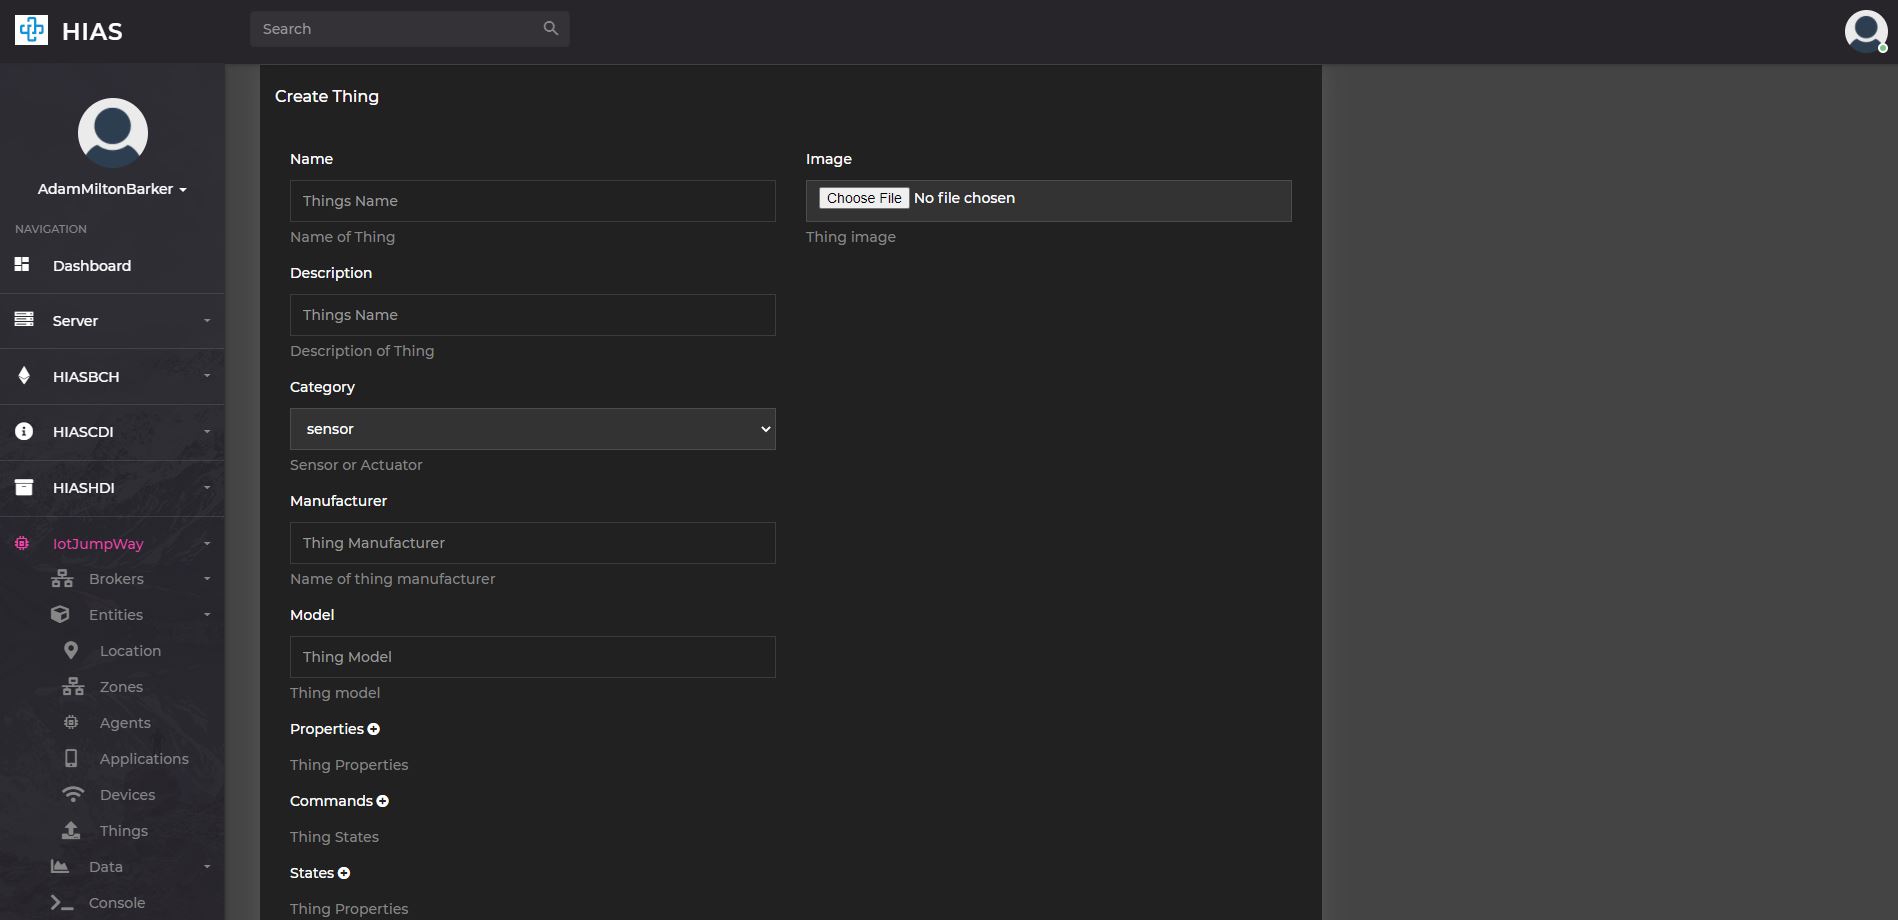 HIAS
Search
AdamMiltonBarker
NAVIGATION
Dashboard
Server
HIASBCH
HIASCDI
HIASHDI
IotJumpWay
Brokers
Entities
Location
Zones
Agents
Applications
Devices
Things
Data
Console
Create Thing
Name
Things Name
Name of Thing
Image
Choose File No file chosen
Thing image
Description
Things Name
Description of Thing
Category
sensor
Sensor or Actuator
Manufacturer
Thing Manufacturer
Name of thing manufacturer
Model
Thing Model
Thing model
Properties
Thing Properties
Commands
Thing States
States
Thing Properties